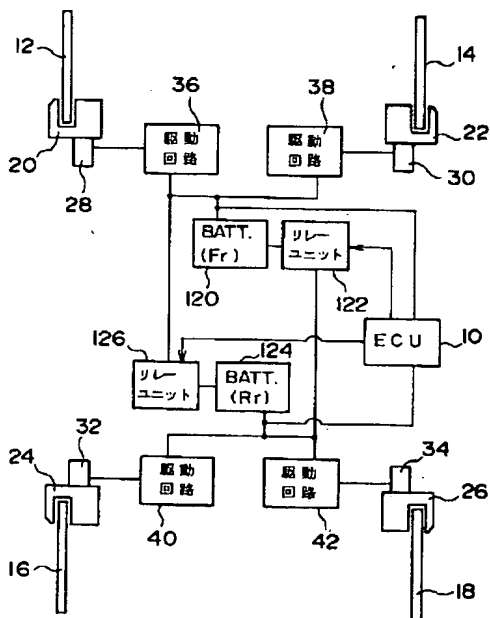 12
14
36
38
駆動
回路
駆動
回路
20
22
28
30
BATT.
(Fr)
リレー
ユニット
120
122
126
124
ECU
10
リレー
ユニット
BATT.
(Rr)
32
34
24
駆動
回路
駆動
回路
26
40
42
16
18